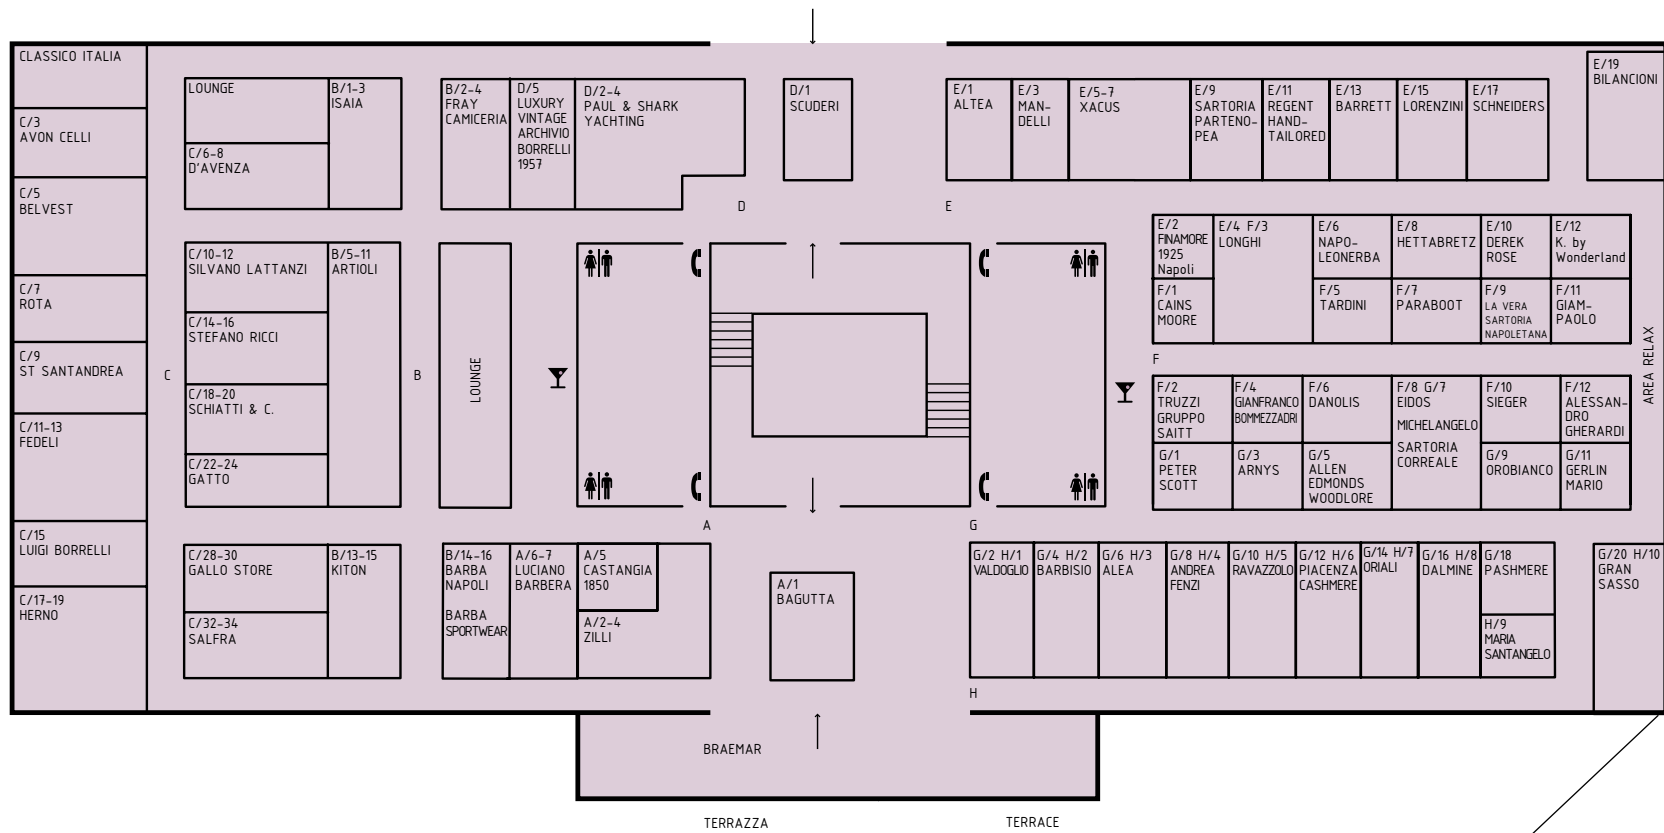 CLASSICO ITALIA
C/3
AVON CELLI
C/5
BELVEST
C/7
ROTA
C/9
ST SANTANDREA
C/11-13
FEDELI
C/15
LUIGI BORRELLI
C/17-19
HERNO
C
LOUNGE
C/6-8
D'AVENZA
B/1-3
ISAIA
C/10-12
SILVANO LATTANZI
C/14-16
STEFANO RICCI
C/18-20
SCHIATTI & C.
C/22-24
GATTO
B/5-11
ARTIOLI
C/28-30
GALLO STORE
C/32-34
SALFRA
B/13-15
KITON
B
B/2-4
FRAY
CAMICERIA
D/5
LUXURY
VINTAGE
ARCHIVIO
BORRELLI
1957
D/2-4
PAUL & SHARK
YACHTING
D
LOUNGE
B/14-16
BARBA
NAPOLI
BARBA
SPORTWEAR
A/6-7
LUCIANO
BARBERA
A/5
CASTANGIA
1850
A/2-4
ZILLI
A
D/1
SCUDERI
A/1
BAGUTTA
E/1
ALTEA
E/3
MAN-
DELLI
E/5-7
XACUS
E/9
SARTORIA
PARTENO-
PEA
E/11
REGENT
HAND-
TAILORED
E/13
BARRETT
E/15
LORENZINI
E/17
SCHNEIDERS
E/19
BILANCIONI
E
E/2
FINAMORE
1925
Napoli
E/4 F/3
LONGHI
E/6
NAPO-
LEONERBA
E/8
HETTABRETZ
E/10
DEREK
ROSE
E/12
K. by
Wonderland
F/1
CAINS
MOORE
F/5
TARDINI
F/7
PARABOOT
F/9
LA VERA
SARTORIA
NAPOLETANA
F/11
GIAM-
PAOLO
F
AREA RELAX
F/2
TRUZZI
GRUPPO
SAITT
F/4
GIANFRANCO
BOMMEZZADRI
F/6
DANOLIS
F/8 G/7
EIDOS
MICHELANGELO
SARTORIA
CORREALE
F/10
SIEGER
F/12
ALESSAN-
DRO
GHERARDI
G/1
PETER
SCOTT
G/3
ARNYS
G/5
ALLEN
EDMONDS
WOODLORE
G/9
OROBIANCO
G/11
GERLIN
MARIO
G
G/2 H/1
VALDOGLIO
G/4 H/2
BARBISIO
G/6 H/3
ALEA
G/8 H/4
ANDREA
FENZI
G/10 H/5
RAVAZZOLO
G/12 H/6
PIACENZA
CASHMERE
G/14 H/7
ORIALI
G/16 H/8
DALMINE
G/18
PASHMERE
H/9
MARIA
SANTANGELO
G/20 H/10
GRAN
SASSO
H
BRAEMAR
TERRAZZA
TERRACE